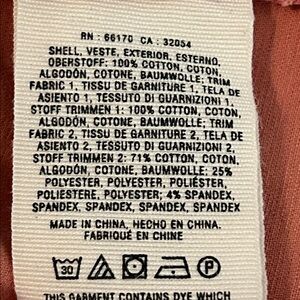 RN : 66170 CA : 32054
SHELL, VESTE, EXTERIOR, ESTERNO,
OBERSTOFF: 100% COTTON, COTON,
ALGODÓN, COTONE, BAUMWOLLE; TRIM
FABRIC 1, TISSU DE GARNITURE 1, TELA DE
ASIENTO 1, TESSUTO DI GUARNIZIONI 1,
STOFF TRIMMEN 1: 100% COTTON, COTON,
ALGODÓN, COTONE, BAUMWOLLE; TRIM
FABRIC 2, TISSU DE GARNITURE 2, TELA DE
ASIENTO 2, TESSUTO DI GUARNIZIONI 2,
STOFF TRIMMEN 2: 71% COTTON, COTON,
ALGODÓN, COTONE, BAUMWOLLE; 25%
POLYESTER, POLYESTER, POLIÉSTER,
POLIESTERE, POLYESTER; 4% SPANDEX,
SPANDEX, SPANDEX, SPANDEX, SPANDEX
MADE IN CHINA, HECHO EN CHINA,
FABRIQUÉ EN CHINE
30 P
THIS GARMENT CONTAINS DYE WHICH